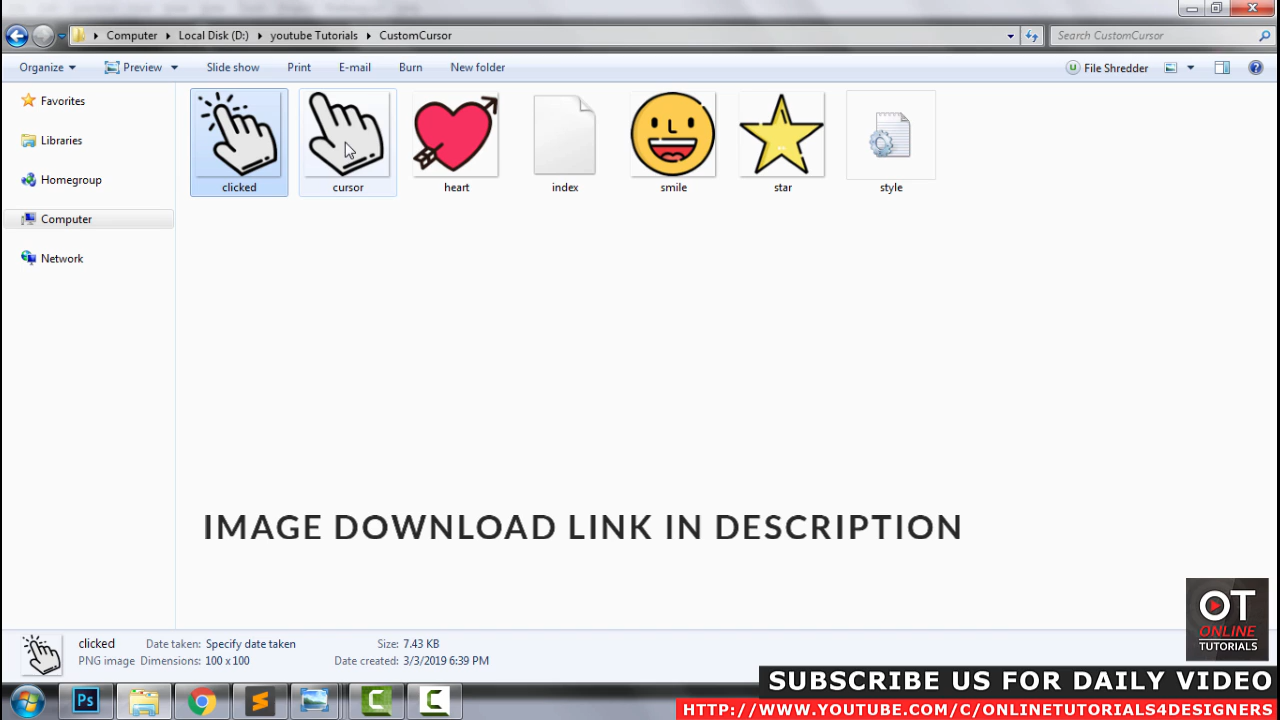 Computer Local Disk (D:) youtube Tutorials CustomCursor
Search CustomCursor
Organize Preview Slide show Print E-mail Burn New folder File Shredder
Favorites
Libraries
Homegroup
Computer
Network
clicked cursor heart index smile star style
IMAGE DOWNLOAD LINK IN DESCRIPTION
OT
ONLINE
TUTORIALS
clicked Date taken: Specify date taken Size: 7.43 KB
PNG image Dimensions: 100 x 100 Date created: 3/3/2019 6:39 PM
SUBSCRIBE US FOR DAILY VIDEO
HTTP://WWW.YOUTUBE.COM/C/ONLINETUTORIALS4DESIGNERS
Ps